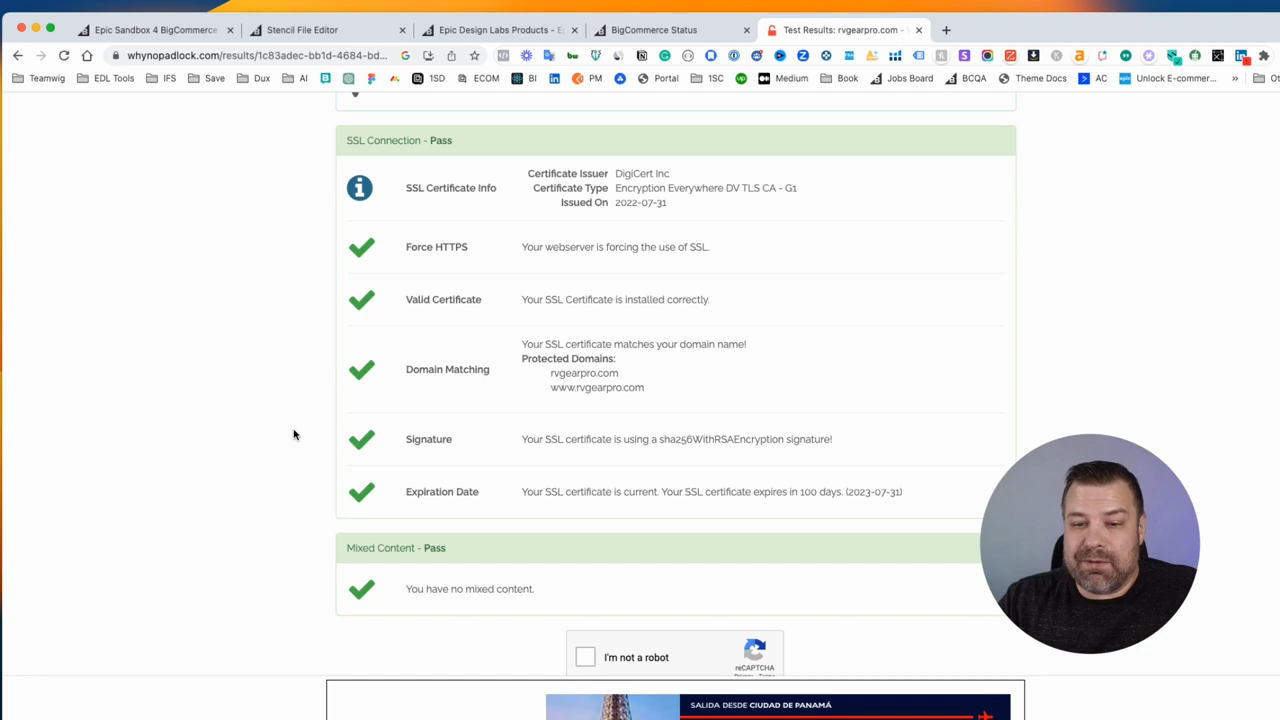 Epic Sandbox 4 BigCommerce
Stencil File Editor
Epic Design Labs Products - E
BigCommerce Status
Test Results: rvgearpro.com -
whynopadlock.com/results/1c83adec-bb1d-4684-bd...
Teamwig
EDL Tools
IFS
Save
Dux
AI
1SD
ECOM
BI
PM
Portal
1SC
Medium
Book
Jobs Board
BCQA
Theme Docs
AC
Unlock E-commer...
»
SSL Connection - Pass
SSL Certificate Info
Certificate Issuer DigiCert Inc
Certificate Type Encryption Everywhere DV TLS CA - G1
Issued On 2022-07-31
Force HTTPS
Your webserver is forcing the use of SSL.
Valid Certificate
Your SSL Certificate is installed correctly.
Domain Matching
Your SSL certificate matches your domain name!
Protected Domains:
rvgearpro.com
www.rvgearpro.com
Signature
Your SSL certificate is using a sha256WithRSAEncryption signature!
Expiration Date
Your SSL certificate is current. Your SSL certificate expires in 100 days. (2023-07-31)
Mixed Content - Pass
You have no mixed content.
I'm not a robot
reCAPTCHA
SALIDA DESDE CIUDAD DE PANAMÁ